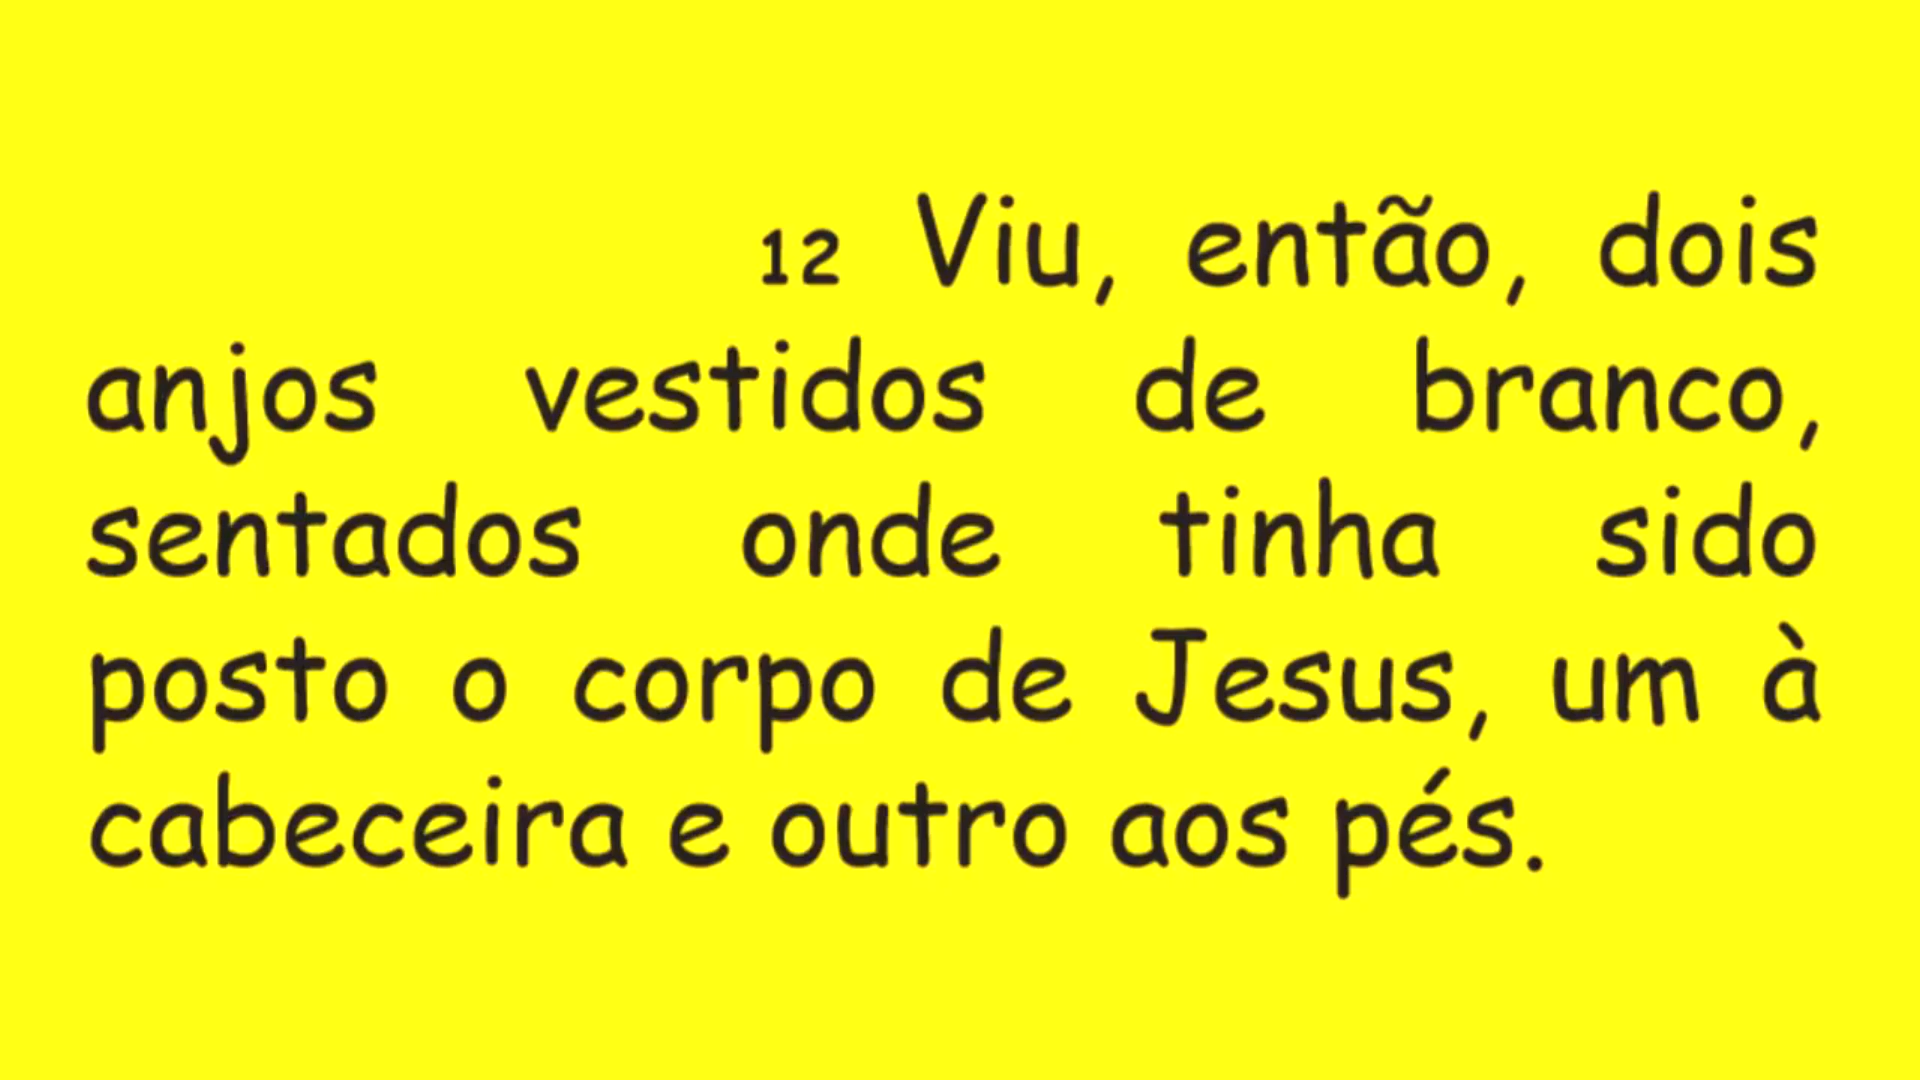 12 Viu, então, dois
anjos vestidos de branco,
sentados onde tinha sido
posto o corpo de Jesus, um à
cabeceira e outro aos pés.